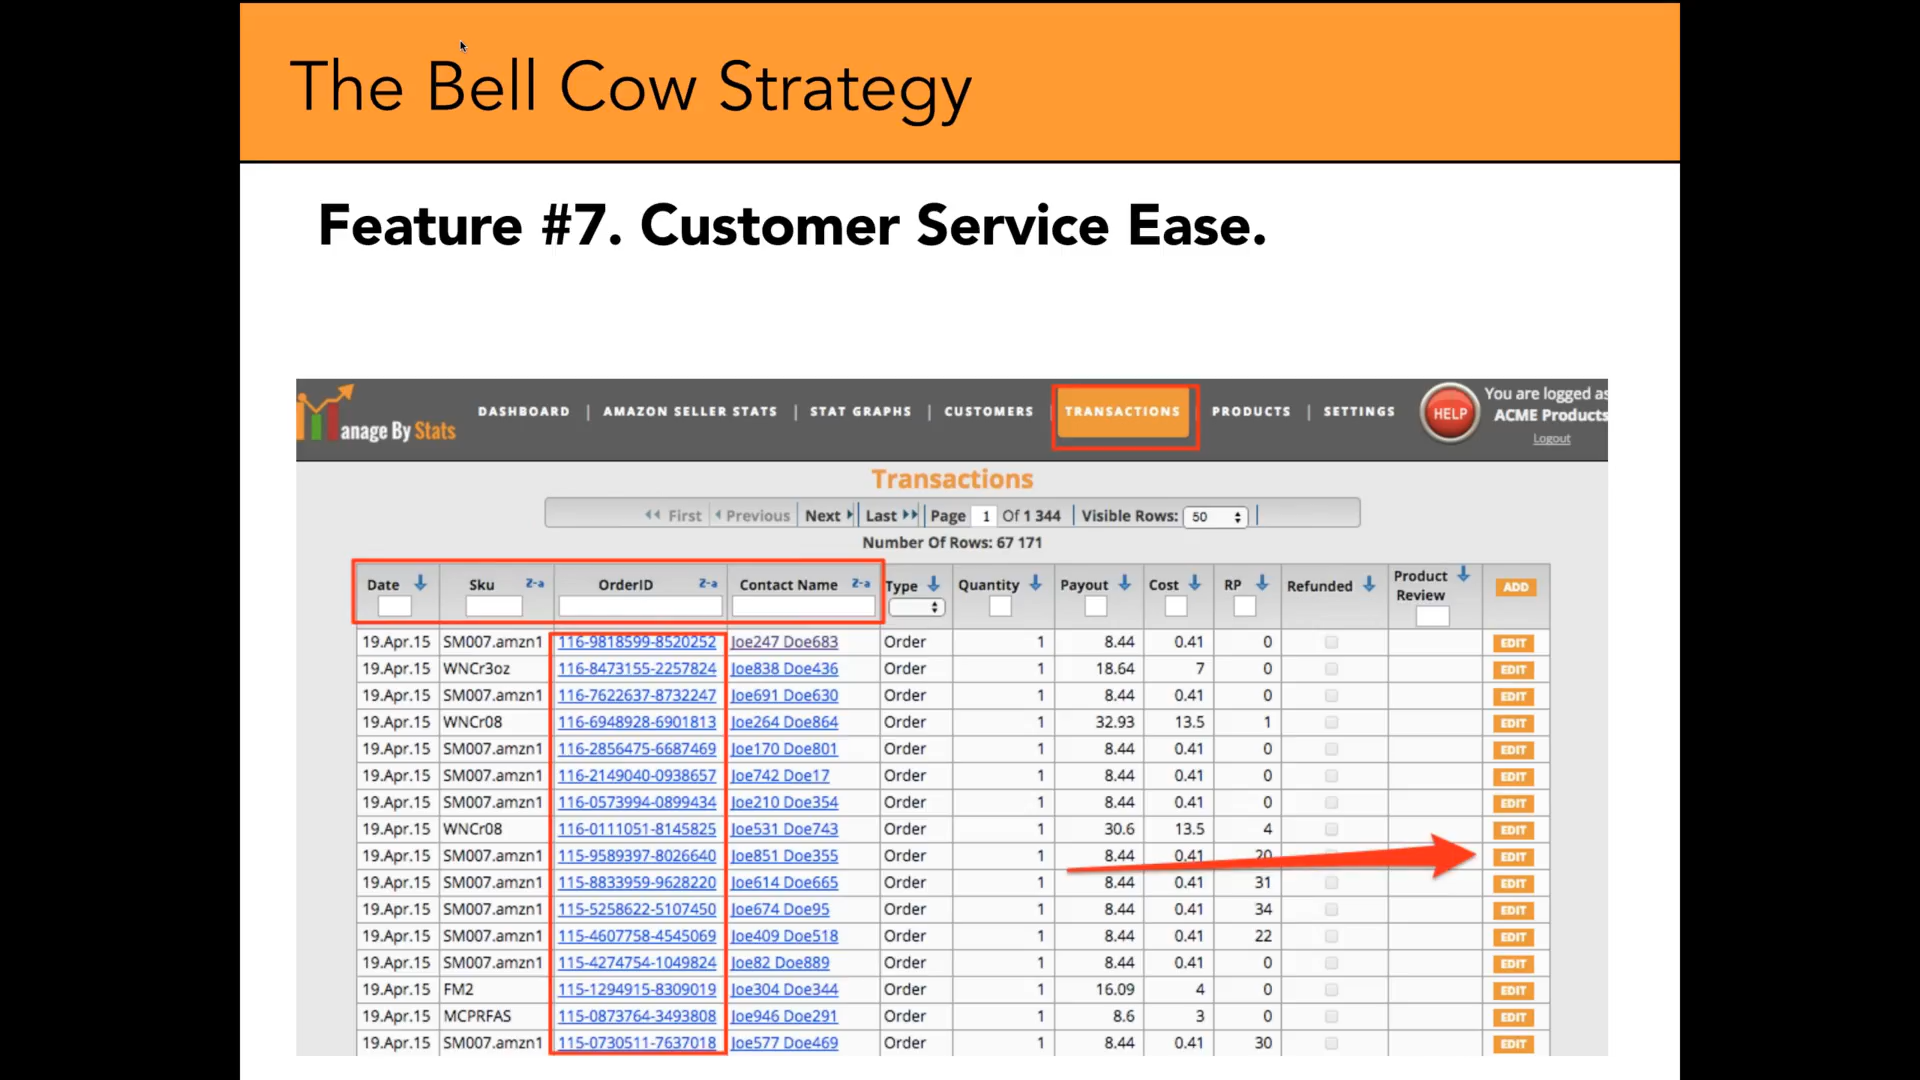 The Bell Cow Strategy
Feature #7. Customer Service Ease.
anage By Stats
DASHBOARD | AMAZON SELLER STATS | STAT GRAPHS | CUSTOMERS | TRANSACTIONS | PRODUCTS | SETTINGS
HELP
You are logged as
ACME Products
Logout
Transactions
First Previous Next Last Page 1 Of 1 344 Visible Rows: 50
Number Of Rows: 67 171
Date Sku z-a OrderID z-a Contact Name z-a Type Quantity Payout Cost RP Refunded Product Review ADD
19.Apr.15 SM007.amzn1 116-9818599-8520252 Joe247 Doe683 Order 1 8.44 0.41 0 EDIT
19.Apr.15 WNCr3oz 116-8473155-2257824 Joe838 Doe436 Order 1 18.64 7 0 EDIT
19.Apr.15 SM007.amzn1 116-7622637-8732247 Joe691 Doe630 Order 1 8.44 0.41 0 EDIT
19.Apr.15 WNCr08 116-6948928-6901813 Joe264 Doe864 Order 1 32.93 13.5 1 EDIT
19.Apr.15 SM007.amzn1 116-2856475-6687469 Joe170 Doe801 Order 1 8.44 0.41 0 EDIT
19.Apr.15 SM007.amzn1 116-2149040-0938657 Joe742 Doe17 Order 1 8.44 0.41 0 EDIT
19.Apr.15 SM007.amzn1 116-0573994-0899434 Joe210 Doe354 Order 1 8.44 0.41 0 EDIT
19.Apr.15 WNCr08 116-0111051-8145825 Joe531 Doe743 Order 1 30.6 13.5 4 EDIT
19.Apr.15 SM007.amzn1 115-9589397-8026640 Joe851 Doe355 Order 1 8.44 0.41 20 EDIT
19.Apr.15 SM007.amzn1 115-8833959-9628220 Joe614 Doe665 Order 1 8.44 0.41 31 EDIT
19.Apr.15 SM007.amzn1 115-5258622-5107450 Joe674 Doe95 Order 1 8.44 0.41 34 EDIT
19.Apr.15 SM007.amzn1 115-4607758-4545069 Joe409 Doe518 Order 1 8.44 0.41 22 EDIT
19.Apr.15 SM007.amzn1 115-4274754-1049824 Joe82 Doe889 Order 1 8.44 0.41 0 EDIT
19.Apr.15 FM2 115-1294915-8309019 Joe304 Doe344 Order 1 16.09 4 0 EDIT
19.Apr.15 MCPRFAS 115-0873764-3493808 Joe946 Doe291 Order 1 8.6 3 0 EDIT
19.Apr.15 SM007.amzn1 115-0730511-7637018 Joe577 Doe469 Order 1 8.44 0.41 30 EDIT